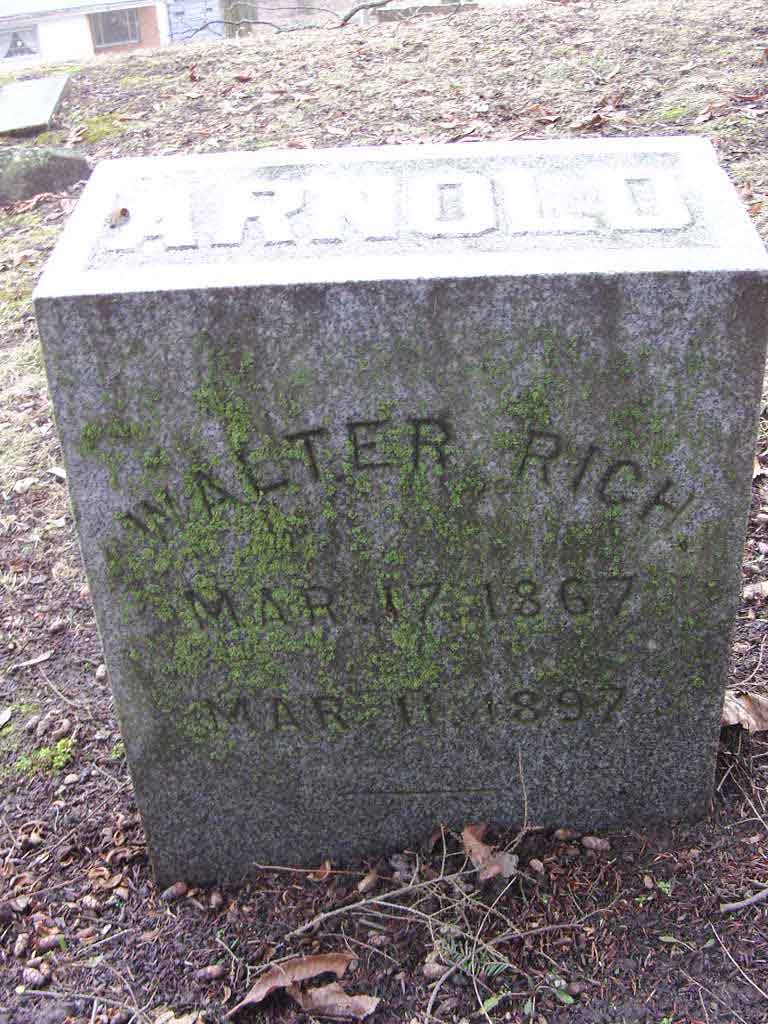 ARNOLD
WALTER RICH
MAR. 17. 1867
MAR. 11. 1897